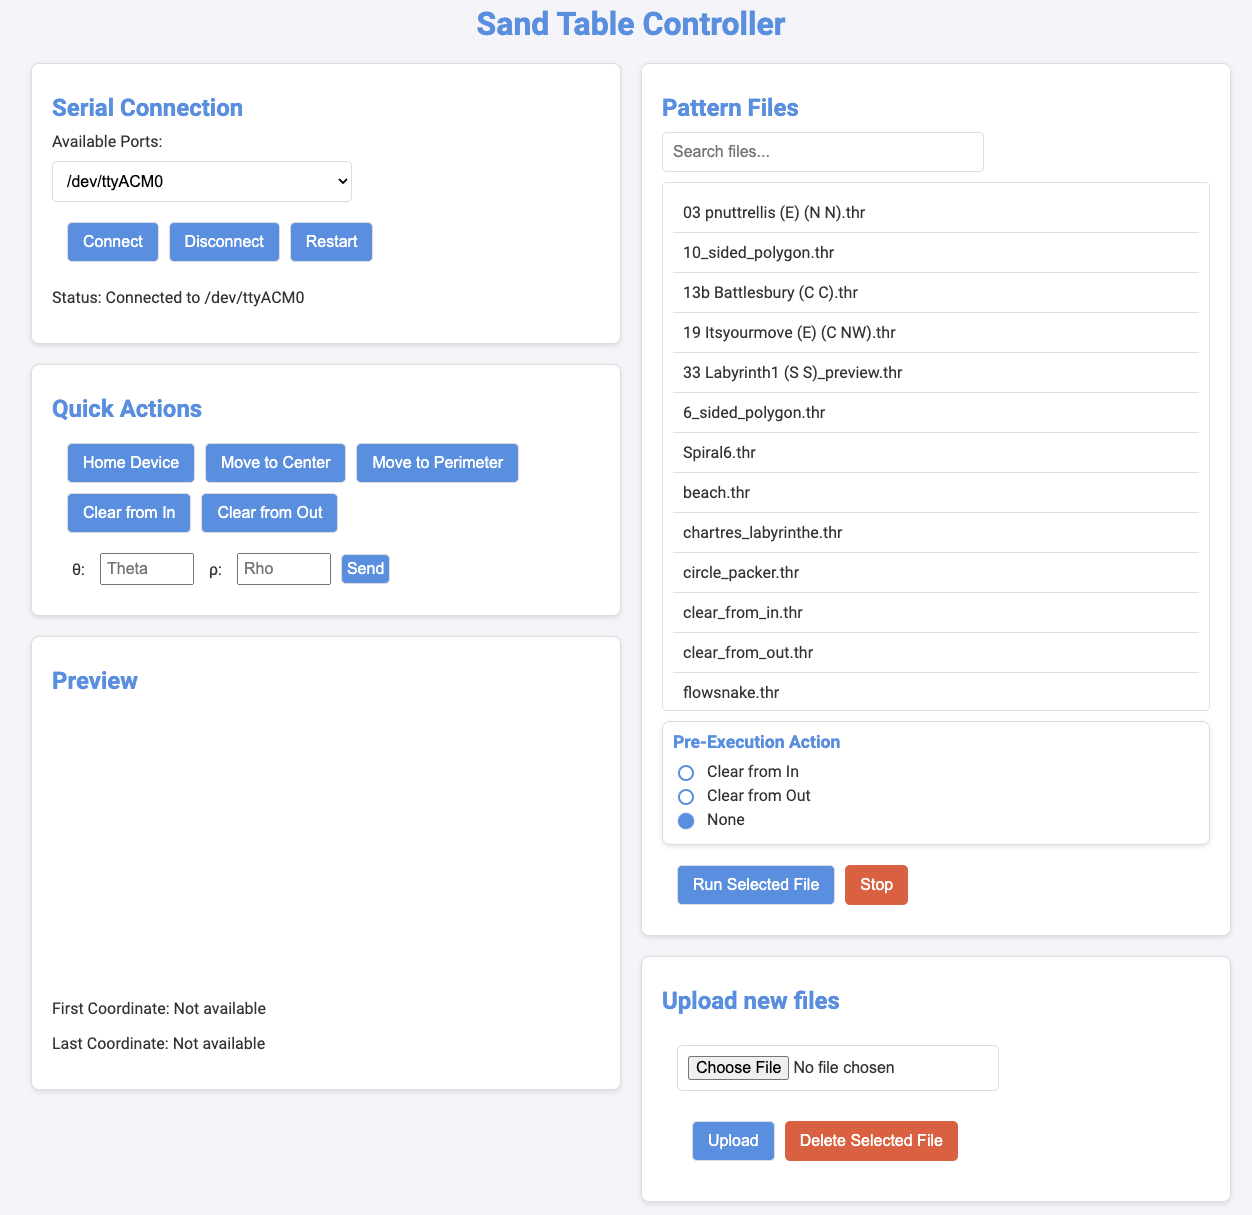 Sand Table Controller
Serial Connection
Available Ports:
/dev/ttyACM0
Connect Disconnect Restart
Status: Connected to /dev/ttyACM0
Quick Actions
Home Device Move to Center Move to Perimeter
Clear from In Clear from Out
θ: Theta ρ: Rho Send
Preview
First Coordinate: Not available
Last Coordinate: Not available
Pattern Files
Search files...
03 pnuttrellis (E) (N N).thr
10_sided_polygon.thr
13b Battlesbury (C C).thr
19 Itsyourmove (E) (C NW).thr
33 Labyrinth1 (S S)_preview.thr
6_sided_polygon.thr
Spiral6.thr
beach.thr
chartres_labyrinthe.thr
circle_packer.thr
clear_from_in.thr
clear_from_out.thr
flowsnake.thr
Pre-Execution Action
Clear from In
Clear from Out
None
Run Selected File Stop
Upload new files
Choose File No file chosen
Upload Delete Selected File